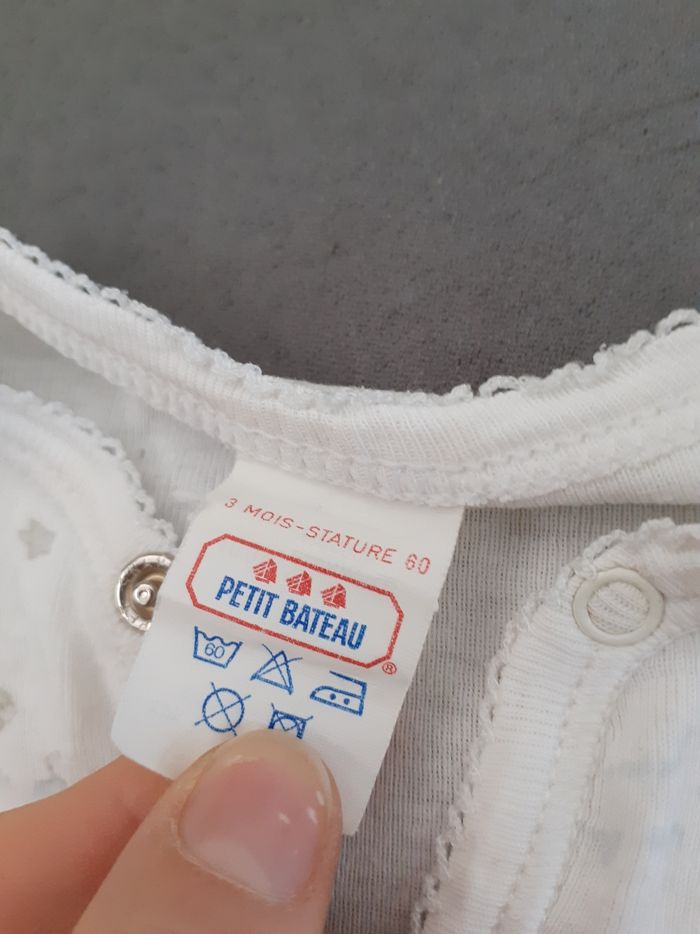 3 MOIS-STATURE 60
PETIT BATEAU
®
60